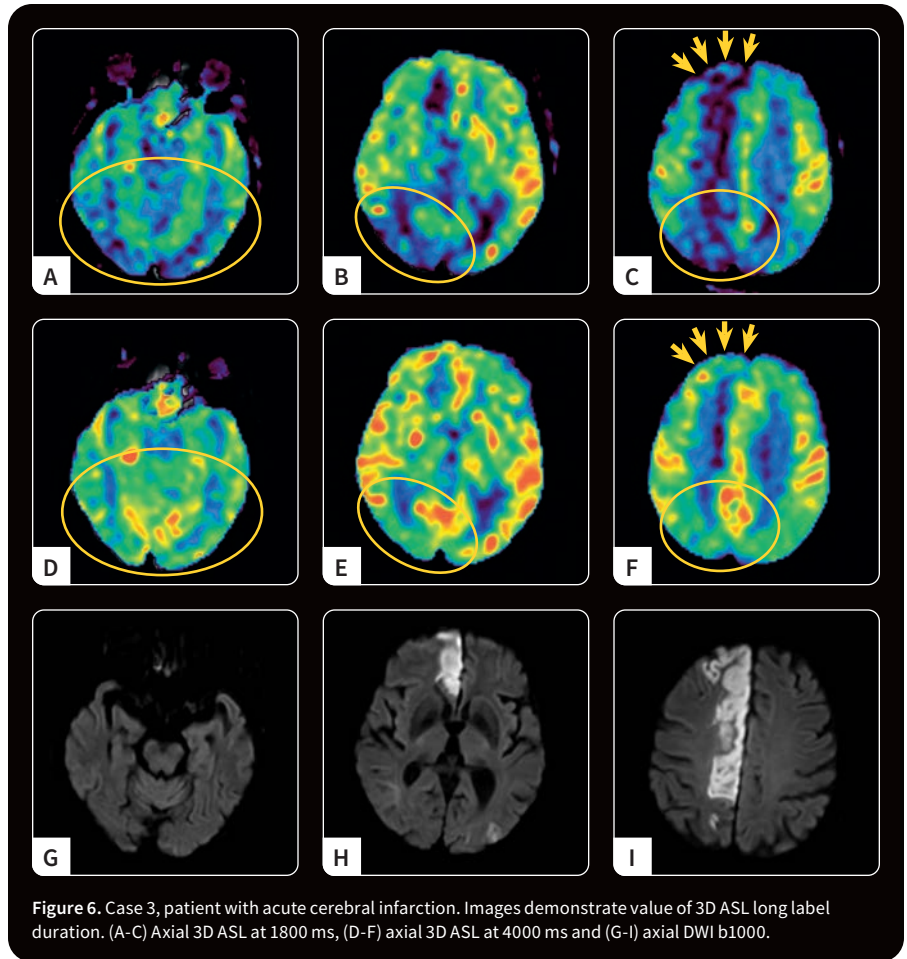 A
B
C
D
E
F
G
H
I
Figure 6. Case 3, patient with acute cerebral infarction. Images demonstrate value of 3D ASL long label
duration. (A-C) Axial 3D ASL at 1800 ms, (D-F) axial 3D ASL at 4000 ms and (G-I) axial DWI b1000.